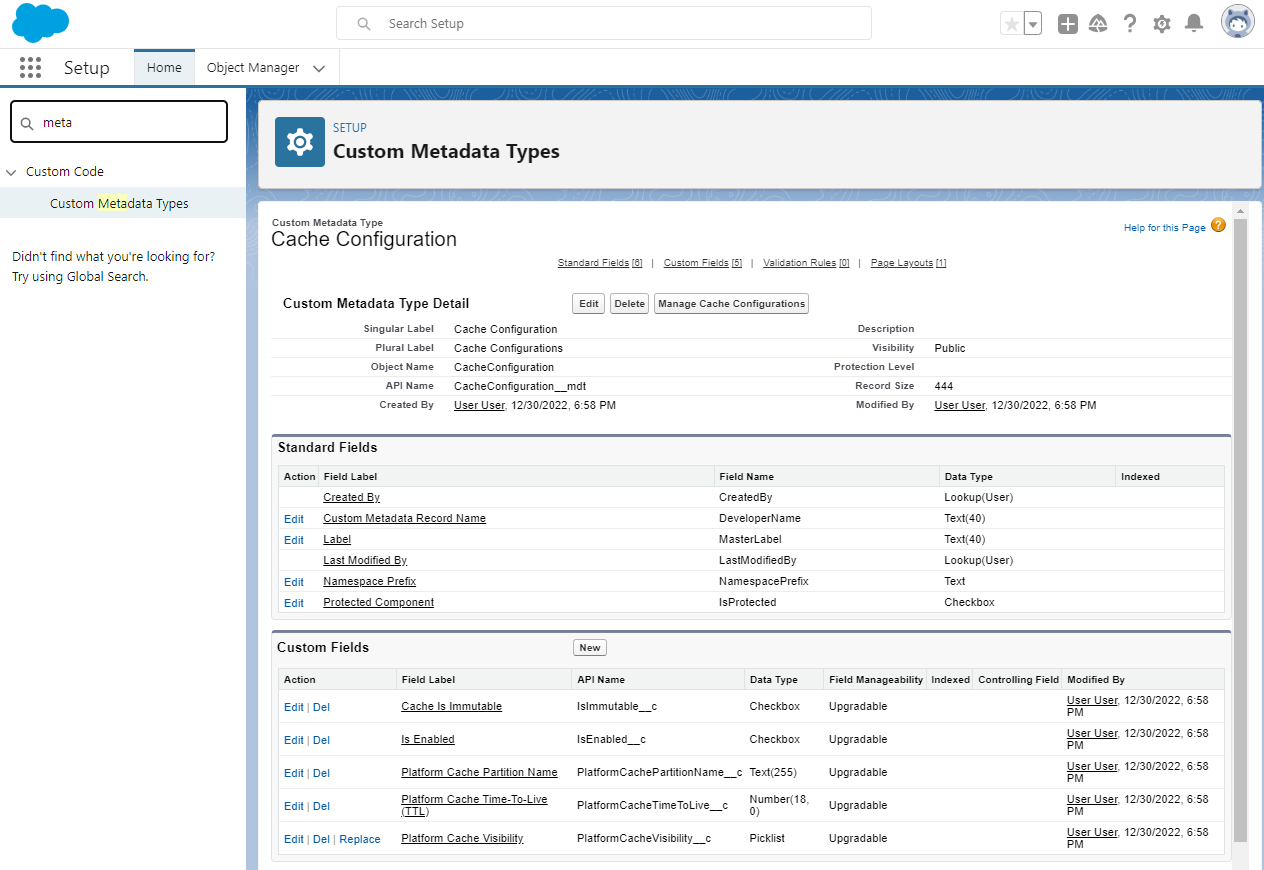 Search Setup
Setup
Home
Object Manager
meta
Custom Code
Custom Metadata Types
Didn't find what you're looking for?
Try using Global Search.
SETUP
Custom Metadata Types
Custom Metadata Type
Cache Configuration
Help for this Page
Standard Fields [6] | Custom Fields [5] | Validation Rules [0] | Page Layouts [1]
Custom Metadata Type Detail Edit Delete Manage Cache Configurations
Singular Label Cache Configuration Description
Plural Label Cache Configurations Visibility Public
Object Name CacheConfiguration Protection Level
API Name CacheConfiguration__mdt Record Size 444
Created By User User, 12/30/2022, 6:58 PM Modified By User User, 12/30/2022, 6:58 PM
Standard Fields
Action Field Label Field Name Data Type Indexed
Created By CreatedBy Lookup(User)
Edit Custom Metadata Record Name DeveloperName Text(40)
Edit Label MasterLabel Text(40)
Last Modified By LastModifiedBy Lookup(User)
Edit Namespace Prefix NamespacePrefix Text
Edit Protected Component IsProtected Checkbox
Custom Fields New
Action Field Label API Name Data Type Field Manageability Indexed Controlling Field Modified By
Edit | Del Cache Is Immutable IsImmutable__c Checkbox Upgradable User User, 12/30/2022, 6:58
PM
Edit | Del Is Enabled IsEnabled__c Checkbox Upgradable User User, 12/30/2022, 6:58
PM
Edit | Del Platform Cache Partition Name PlatformCachePartitionName__c Text(255) Upgradable User User, 12/30/2022, 6:58
PM
Edit | Del Platform Cache Time-To-Live PlatformCacheTimeToLive__c Number(18, Upgradable User User, 12/30/2022, 6:58
(TTL) 0) PM
Edit | Del | Replace Platform Cache Visibility PlatformCacheVisibility__c Picklist Upgradable User User, 12/30/2022, 6:58
PM